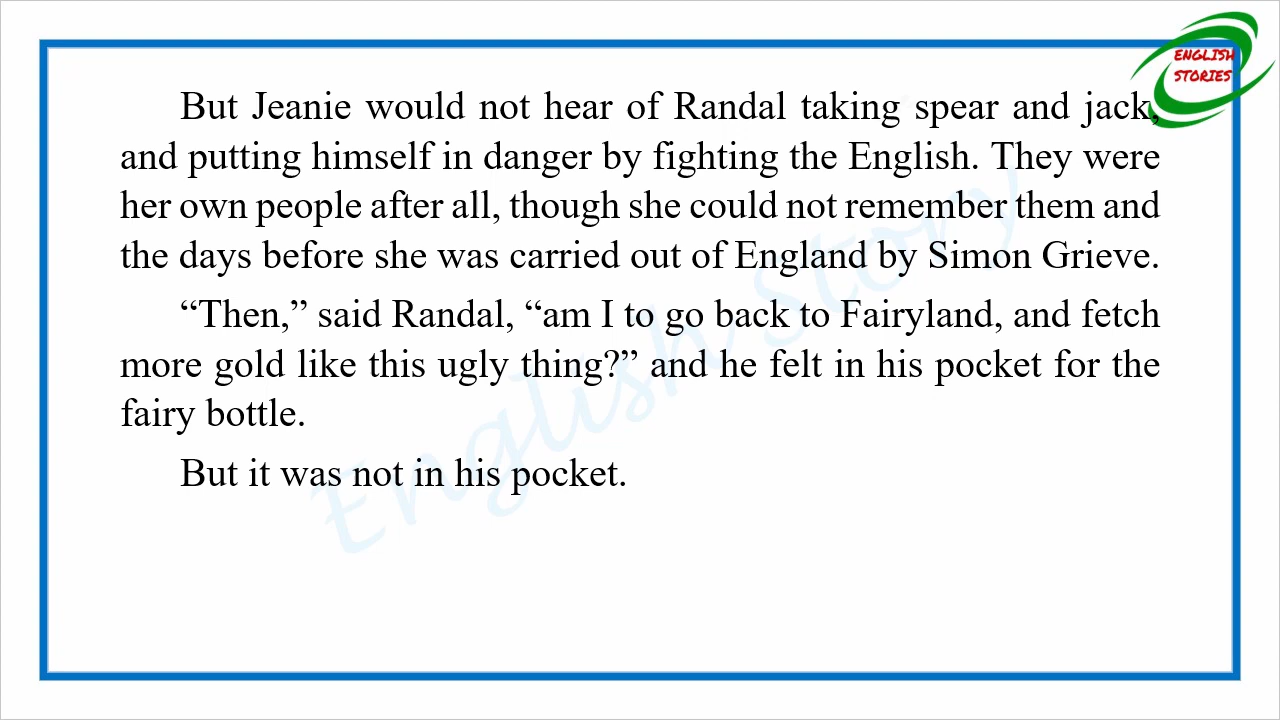 ENGLISH
STORIES
But Jeanie would not hear of Randal taking spear and jack,
and putting himself in danger by fighting the English. They were
her own people after all, though she could not remember them and
the days before she was carried out of England by Simon Grieve.
“Then,” said Randal, “am I to go back to Fairyland, and fetch
more gold like this ugly thing?” and he felt in his pocket for the
fairy bottle.
But it was not in his pocket.
English Story